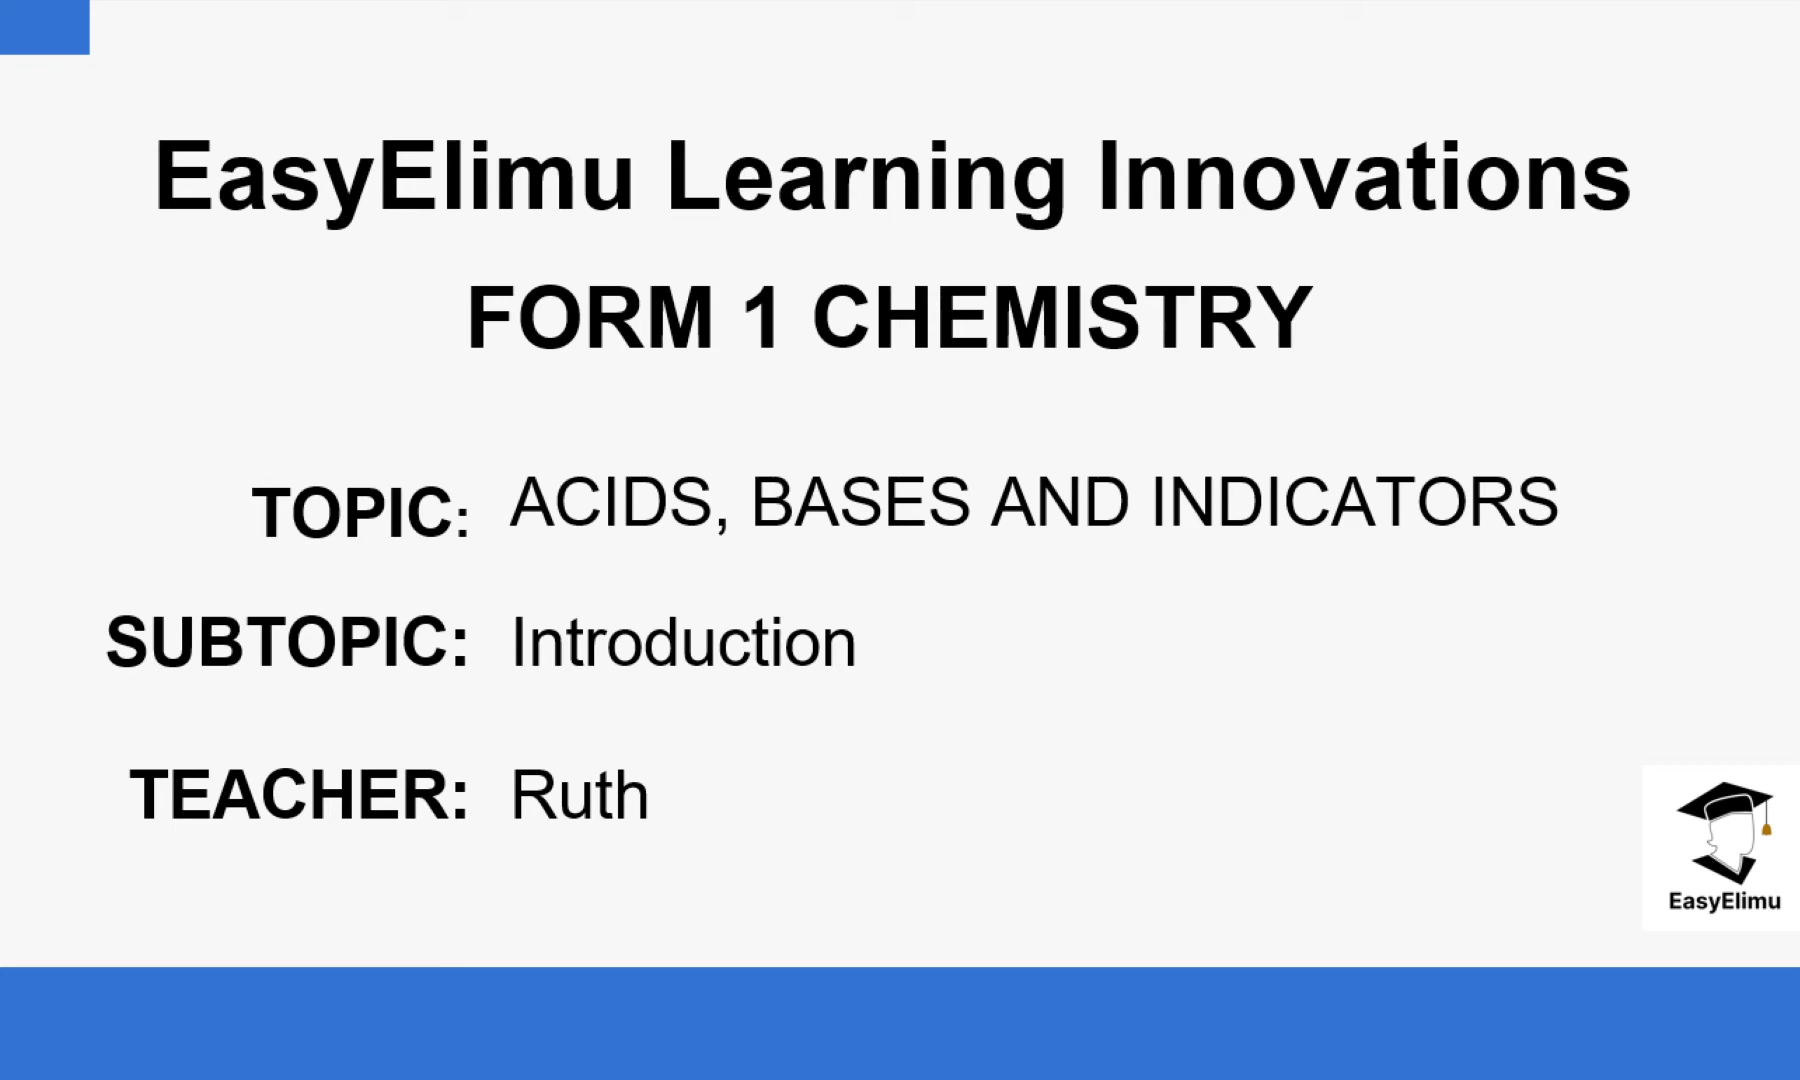 EasyElimu Learning Innovations
FORM 1 CHEMISTRY
TOPIC: ACIDS, BASES AND INDICATORS
SUBTOPIC: Introduction
TEACHER: Ruth
EasyElimu